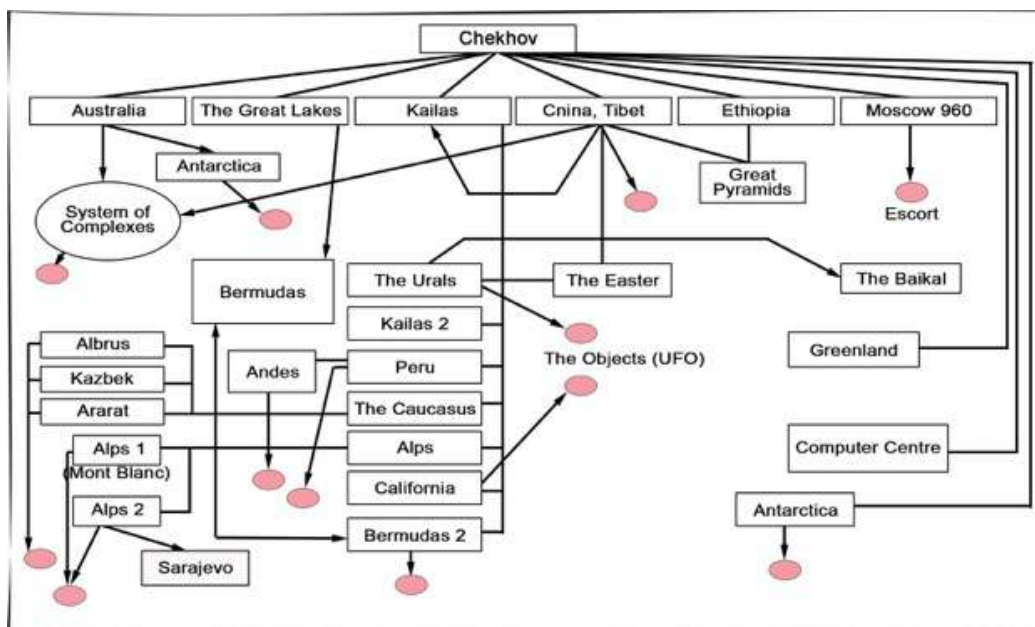 Chekhov
Australia
The Great Lakes
Kailas
Cnina, Tibet
Ethiopia
Moscow 960
Antarctica
Great
Pyramids
System of
Complexes
Escort
Bermudas
The Urals
The Easter
The Baikal
Kailas 2
Albrus
Greenland
The Objects (UFO)
Andes
Peru
Kazbek
Ararat
The Caucasus
Alps 1
(Mont Blanc)
Alps
Computer Centre
California
Alps 2
Antarctica
Bermudas 2
Sarajevo